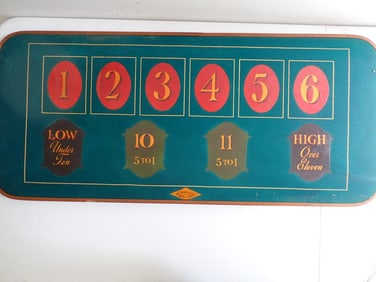 1 2 3 4 5 6
LOW
Under
Ten
10
5 TO 1
11
5 TO 1
HIGH
Over
Eleven